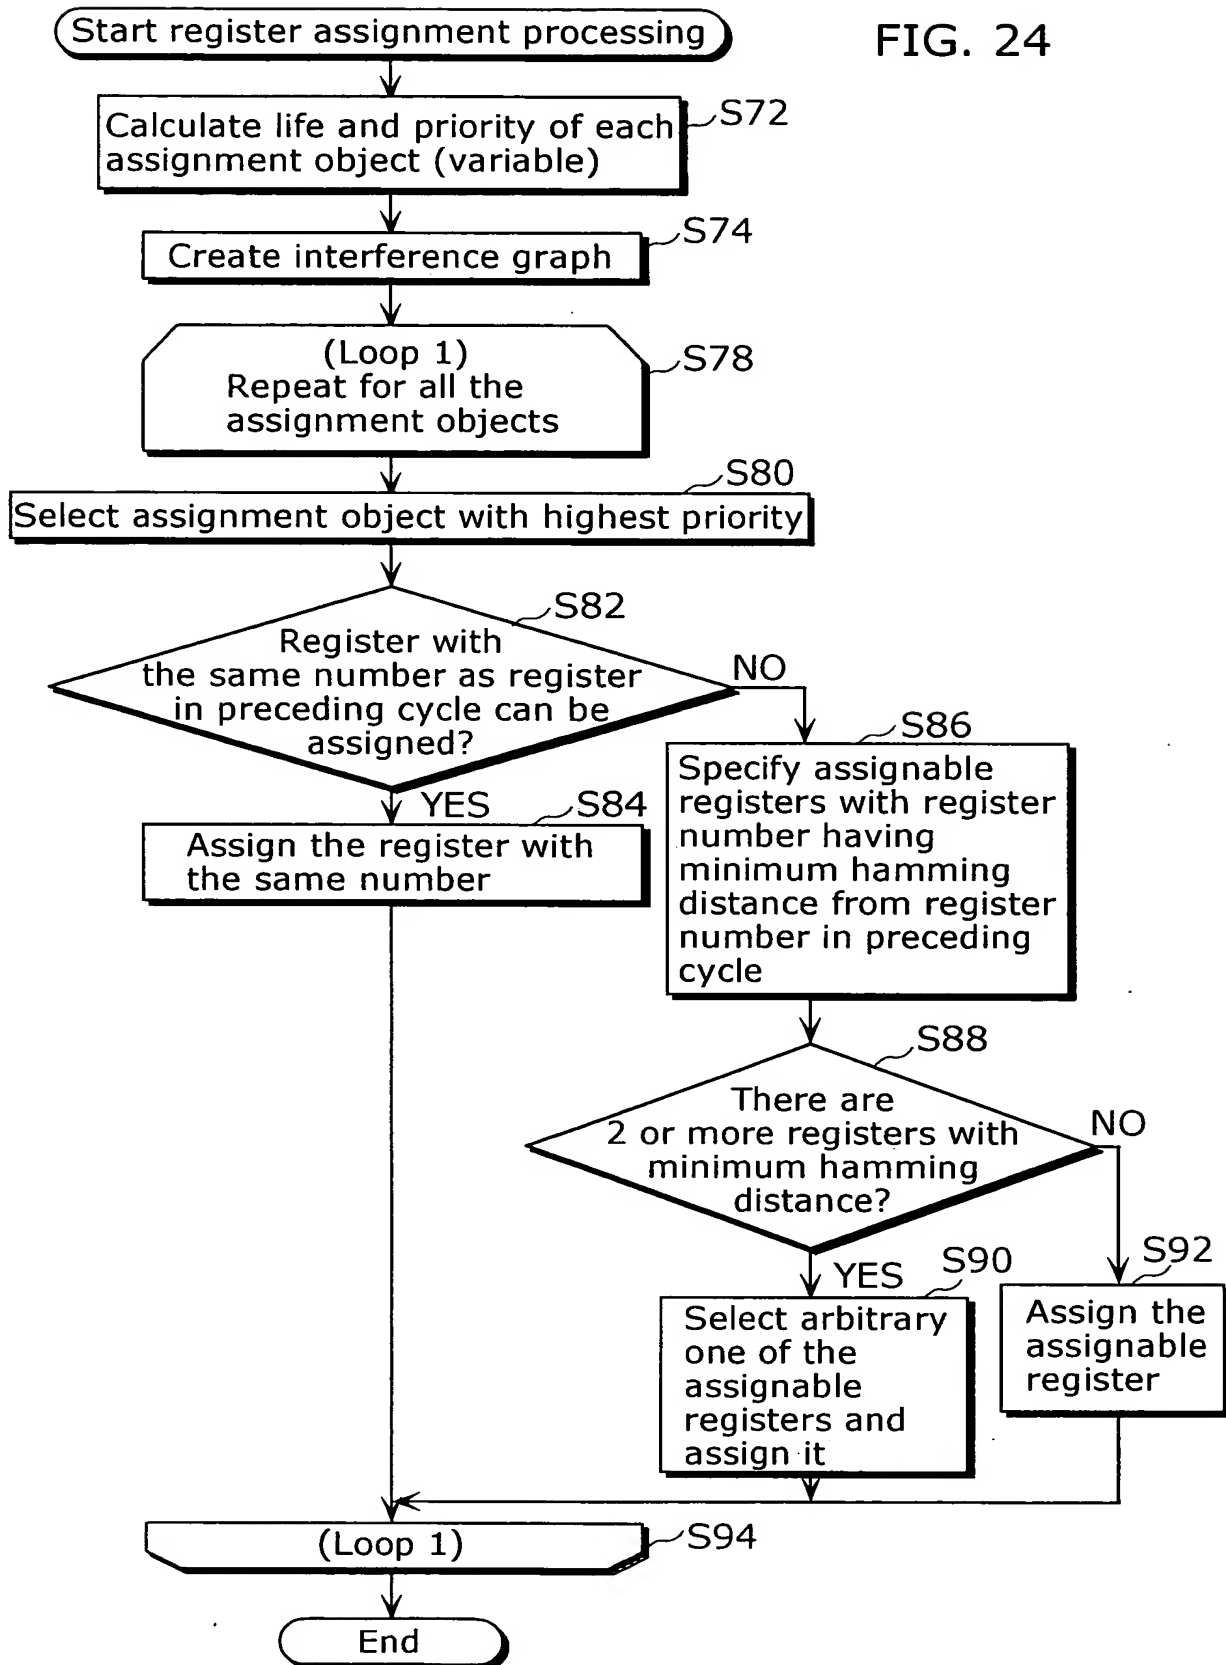 Start register assignment processing
FIG. 24
S72
Calculate life and priority of each
assignment object (variable)
S74
Create interference graph
S78
(Loop 1)
Repeat for all the
assignment objects
S80
Select assignment object with highest priority
S82
Register with
the same number as register
in preceding cycle can be
assigned?
NO
YES
S84
Assign the register with
the same number
S86
Specify assignable
registers with register
number having
minimum hamming
distance from register
number in preceding
cycle
S88
There are
2 or more registers with
minimum hamming
distance?
NO
YES
S90
Select arbitrary
one of the
assignable
registers and
assign it
S92
Assign the
assignable
register
(Loop 1)
S94
End